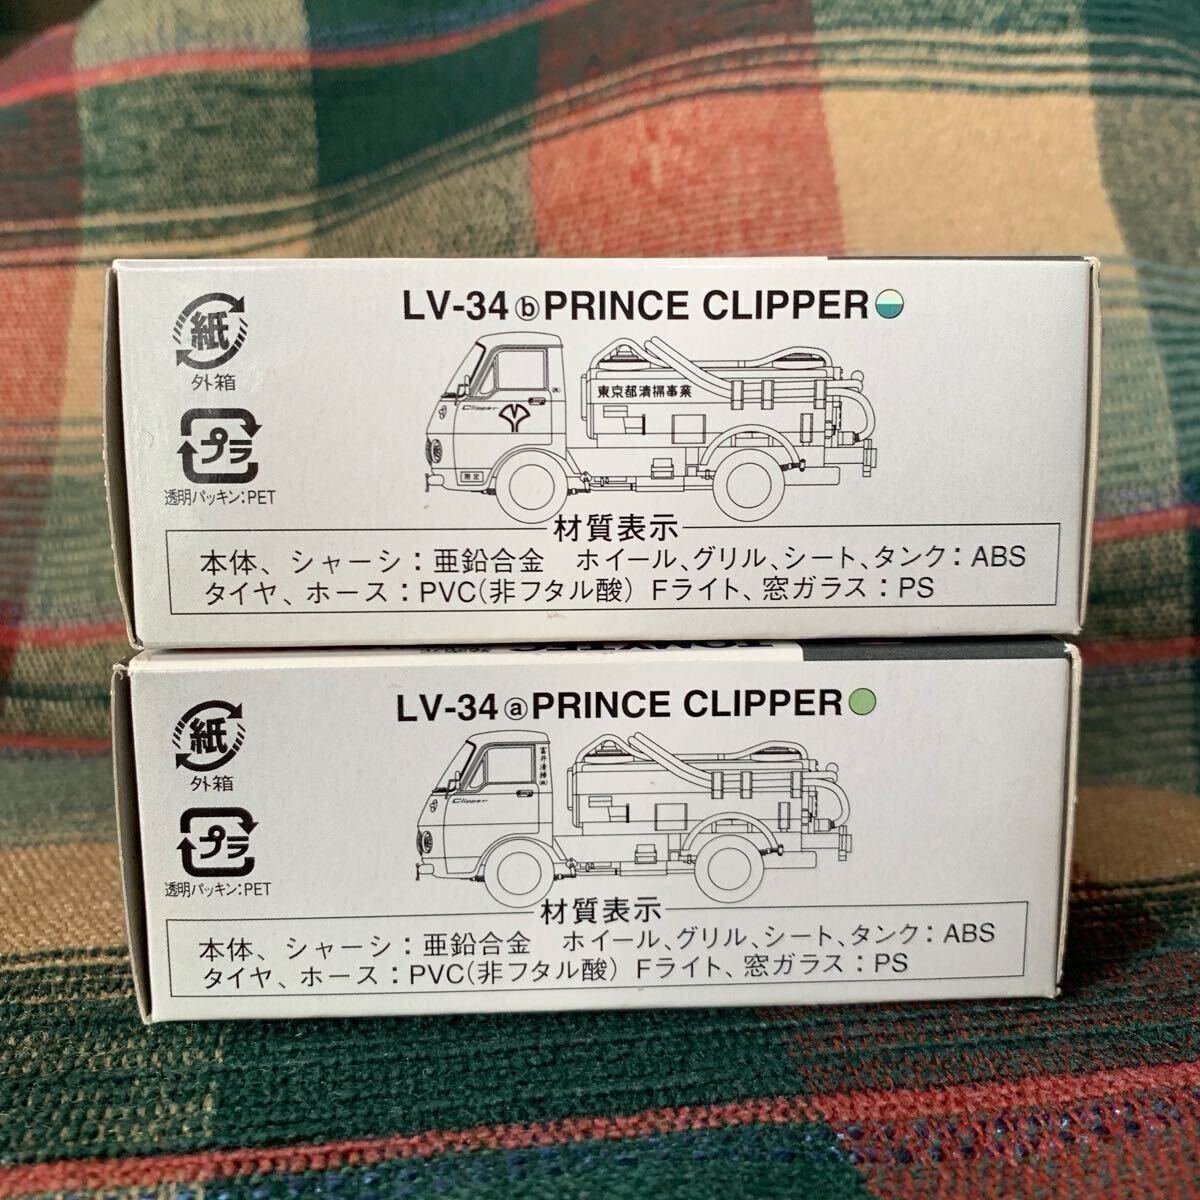 LV-34 ⓑ PRINCE CLIPPER
紙
外箱
プラ
透明パッキン:PET
Clipper
東京都清掃事業
材質表示
本体、シャーシ:亜鉛合金 ホイール、グリル、シート、タンク:ABS
タイヤ、ホース:PVC(非フタル酸) Fライト、窓ガラス:PS
TOMYTEC
LV-34 ⓐ PRINCE CLIPPER
紙
外箱
プラ
透明パッキン:PET
Clipper
材質表示
本体、シャーシ:亜鉛合金 ホイール、グリル、シート、タンク:ABS
タイヤ、ホース:PVC(非フタル酸) Fライト、窓ガラス:PS